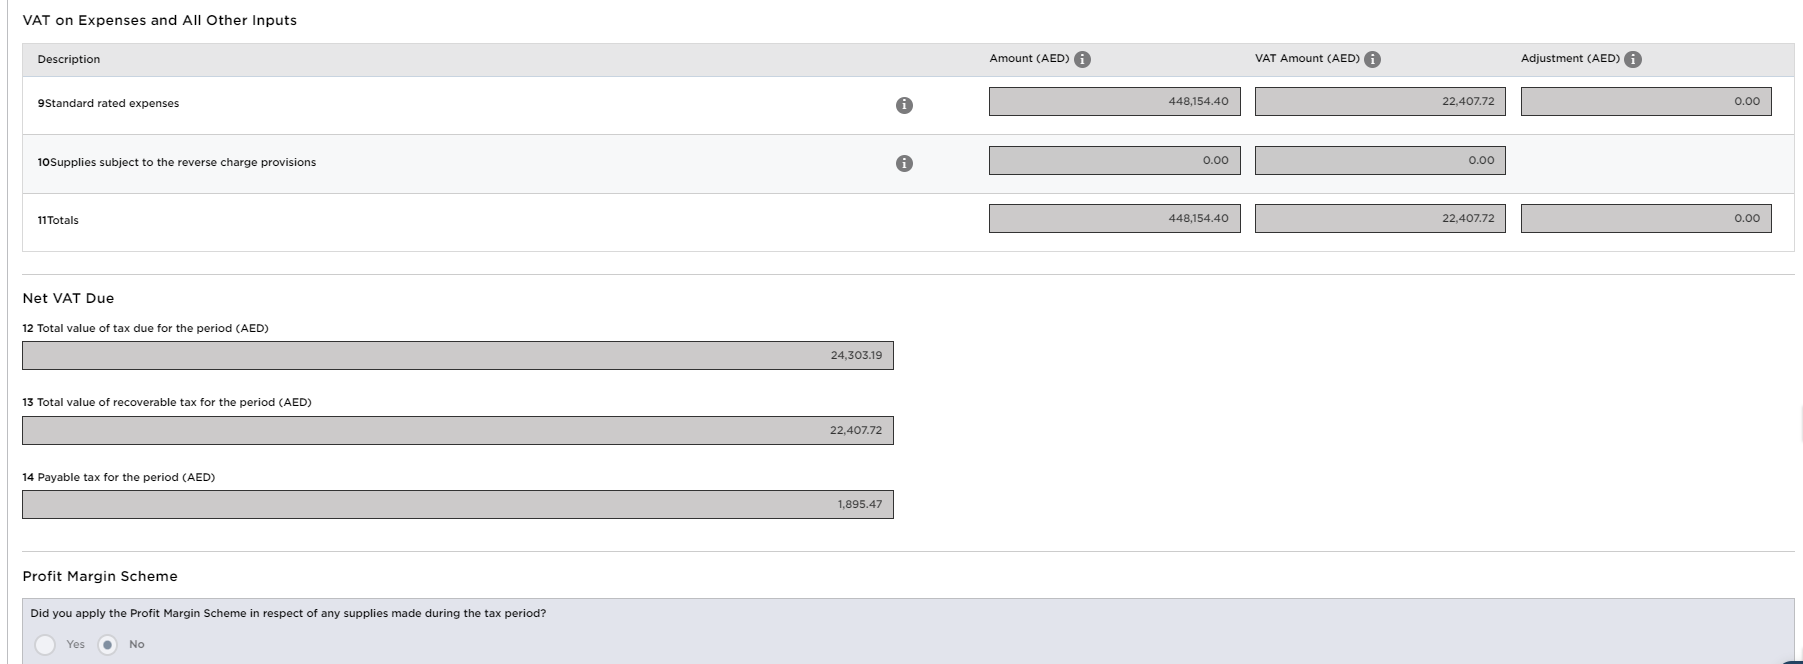 VAT on Expenses and All Other Inputs
Description Amount (AED) i VAT Amount (AED) i Adjustment (AED) i
9Standard rated expenses i 448,154.40 22,407.72 0.00
10Supplies subject to the reverse charge provisions i 0.00 0.00
11Totals 448,154.40 22,407.72 0.00
Net VAT Due
12 Total value of tax due for the period (AED)
24,303.19
13 Total value of recoverable tax for the period (AED)
22,407.72
14 Payable tax for the period (AED)
1,895.47
Profit Margin Scheme
Did you apply the Profit Margin Scheme in respect of any supplies made during the tax period?
Yes No